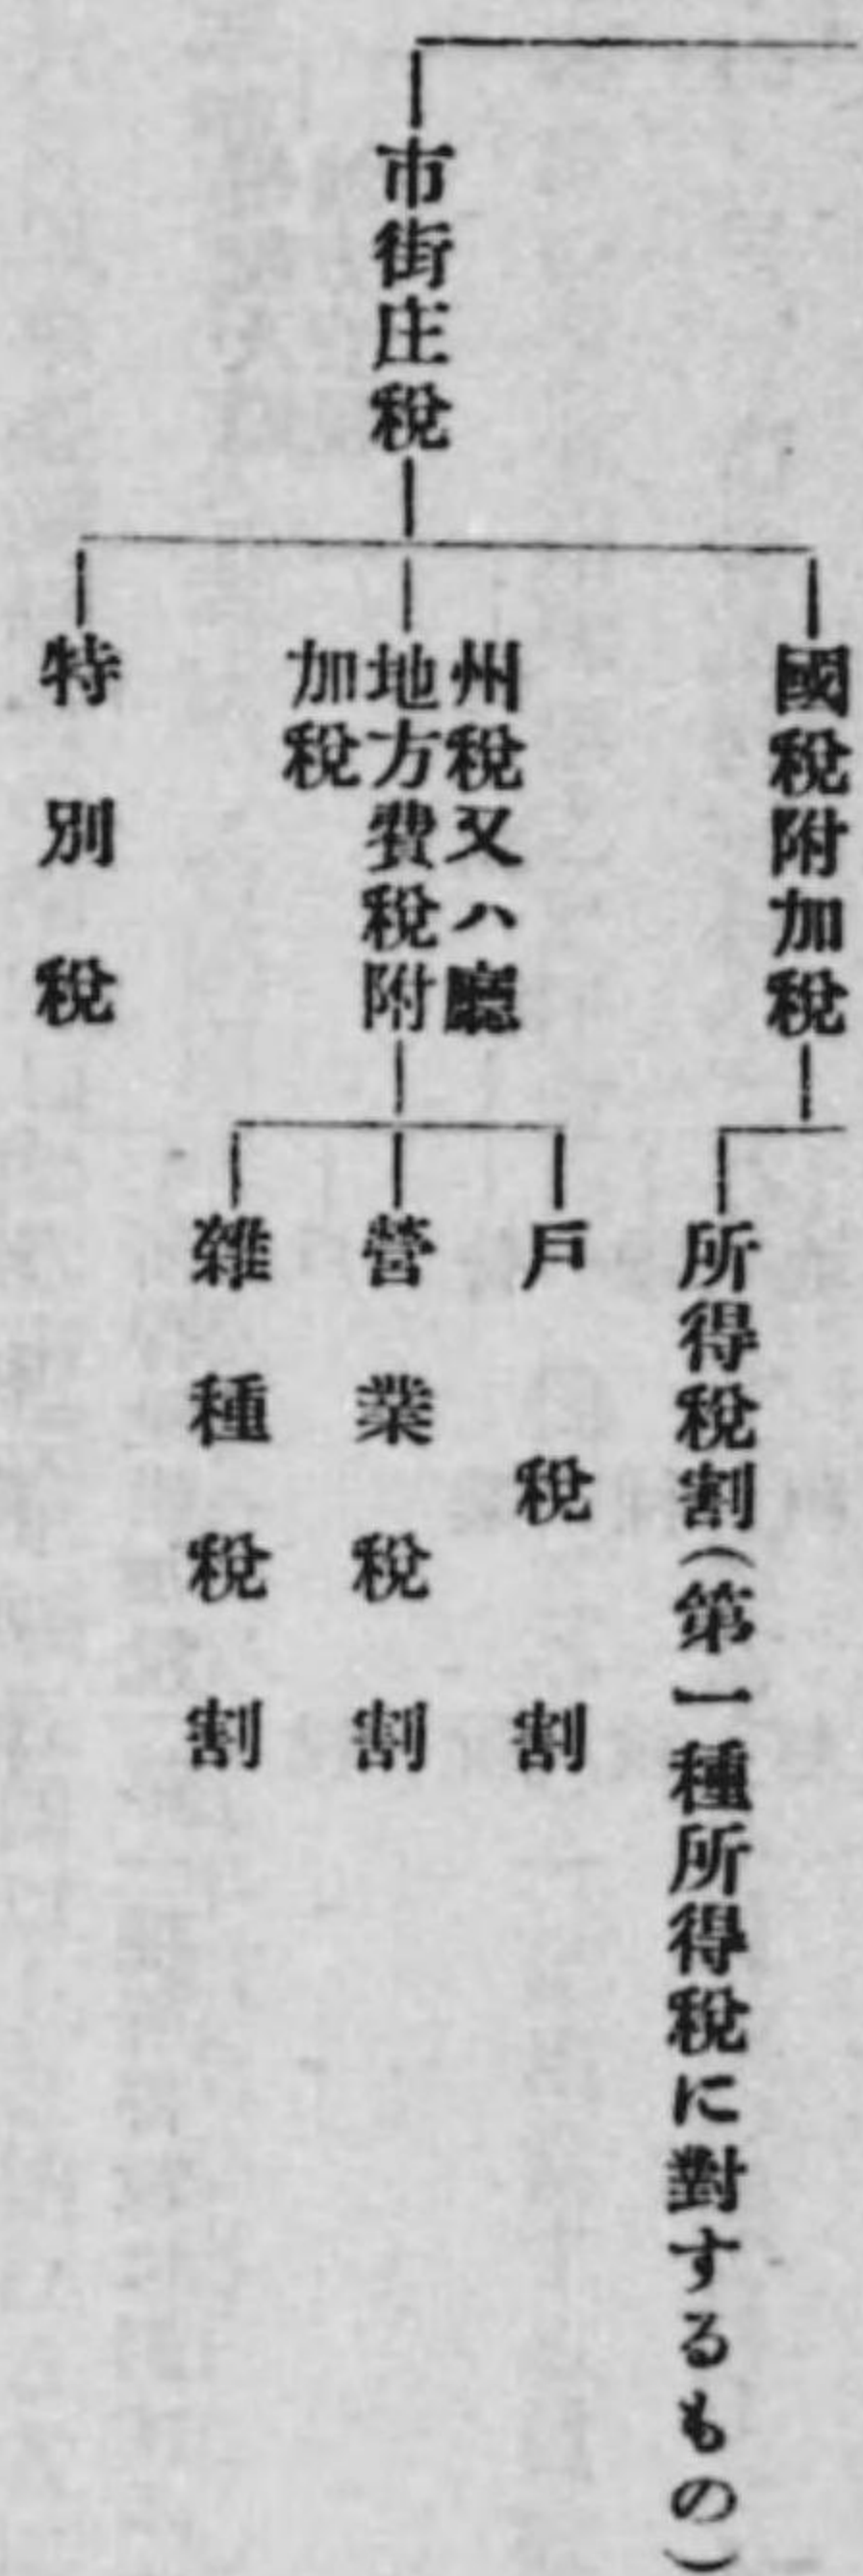 市街庄稅
國稅附加稅
所得稅割(第一種所得稅に對するもの)
州稅又ハ廳
地方費稅附
加稅
戶稅割
營業稅割
雜種稅割
特別稅